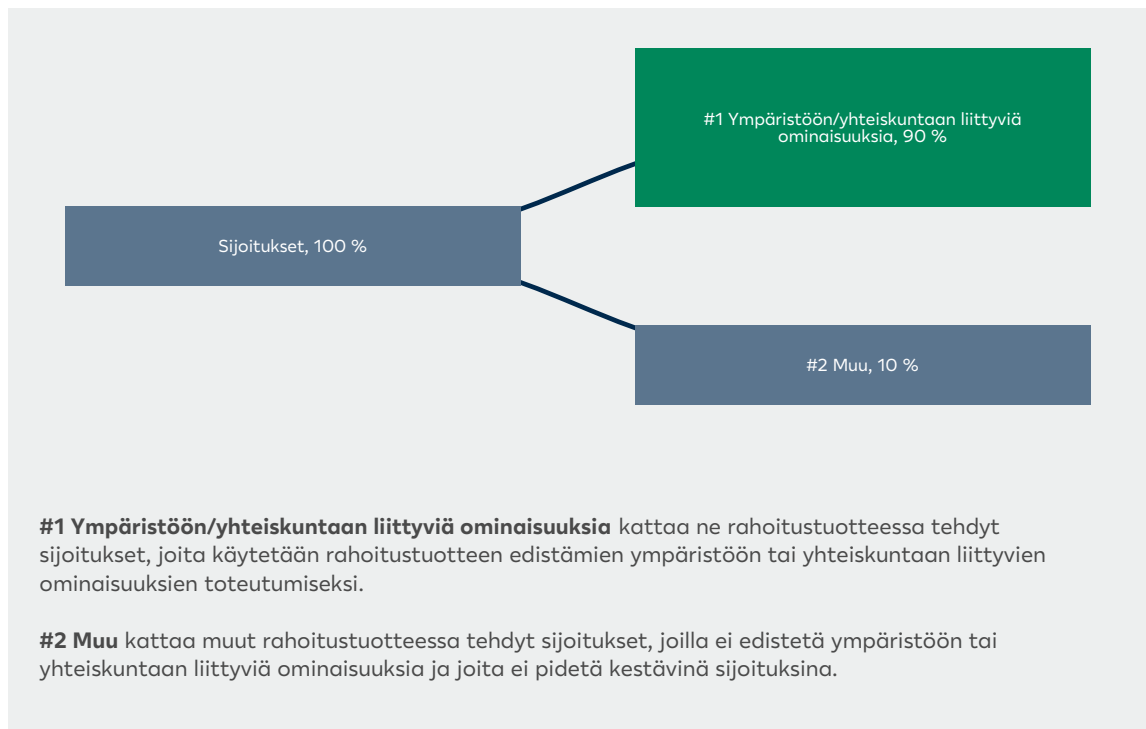 #1 Ympäristöön/yhteiskuntaan liittyviä
ominaisuuksia, 90 %
Sijoitukset, 100 %
#2 Muu, 10 %
#1 Ympäristöön/yhteiskuntaan liittyviä ominaisuuksia kattaa ne rahoitustuotteessa tehdyt
sijoitukset, joita käytetään rahoitustuotteen edistämien ympäristöön tai yhteiskuntaan liittyvien
ominaisuuksien toteutumiseksi.
#2 Muu kattaa muut rahoitustuotteessa tehdyt sijoitukset, joilla ei edistetä ympäristöön tai
yhteiskuntaan liittyviä ominaisuuksia ja joita ei pidetä kestävinä sijoituksina.